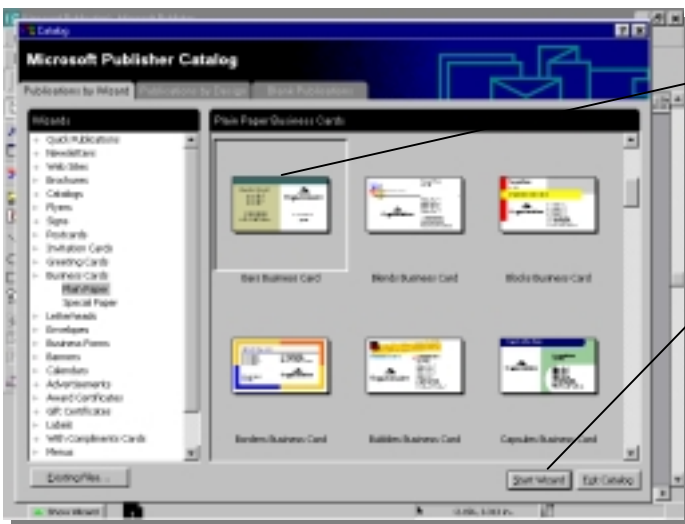 Catalog
Microsoft Publisher Catalog
Publications by Wizard
Publications by Design
Blank Publications
Wizards
Quick Publications
Newsletters
Web Sites
Brochures
Catalogs
Flyers
Signs
Postcards
Invitation Cards
Greeting Cards
Business Cards
Plain Paper
Special Paper
Letterheads
Envelopes
Business Forms
Banners
Calendars
Advertisements
Award Certificates
Gift Certificates
Labels
With Compliments Cards
Menus
Plain Paper Business Cards
Bars Business Card
Blends Business Card
Blocks Business Card
Borders Business Card
Bubbles Business Card
Capsules Business Card
Existing Files...
Start Wizard
Exit Catalog
Show Wizard